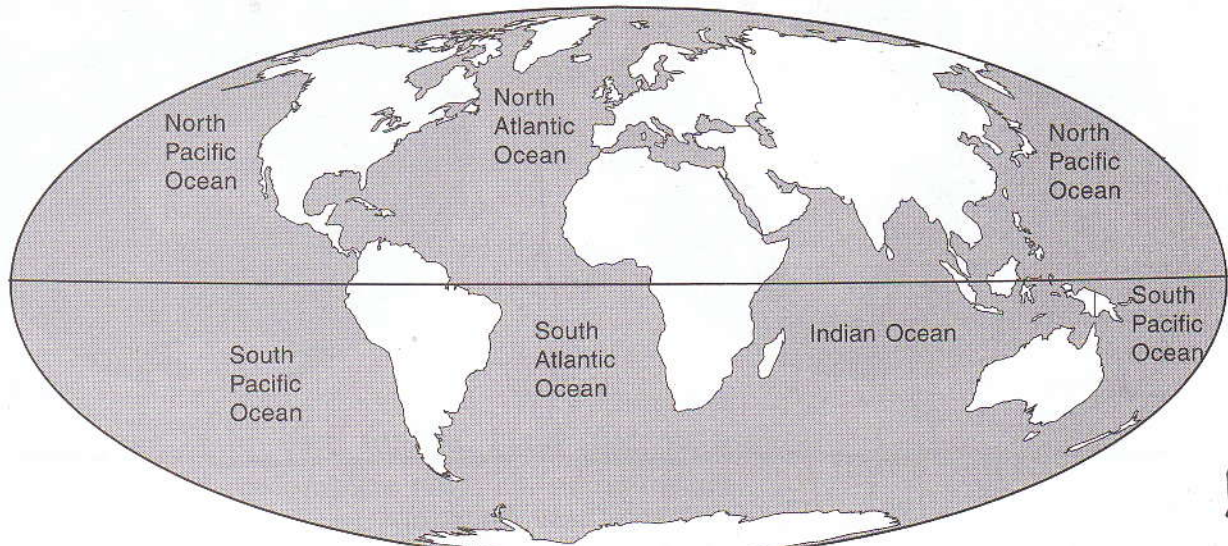 North
Pacific
Ocean
North
Atlantic
Ocean
North
Pacific
Ocean
South
Pacific
Ocean
South
Atlantic
Ocean
Indian Ocean
South
Pacific
Ocean